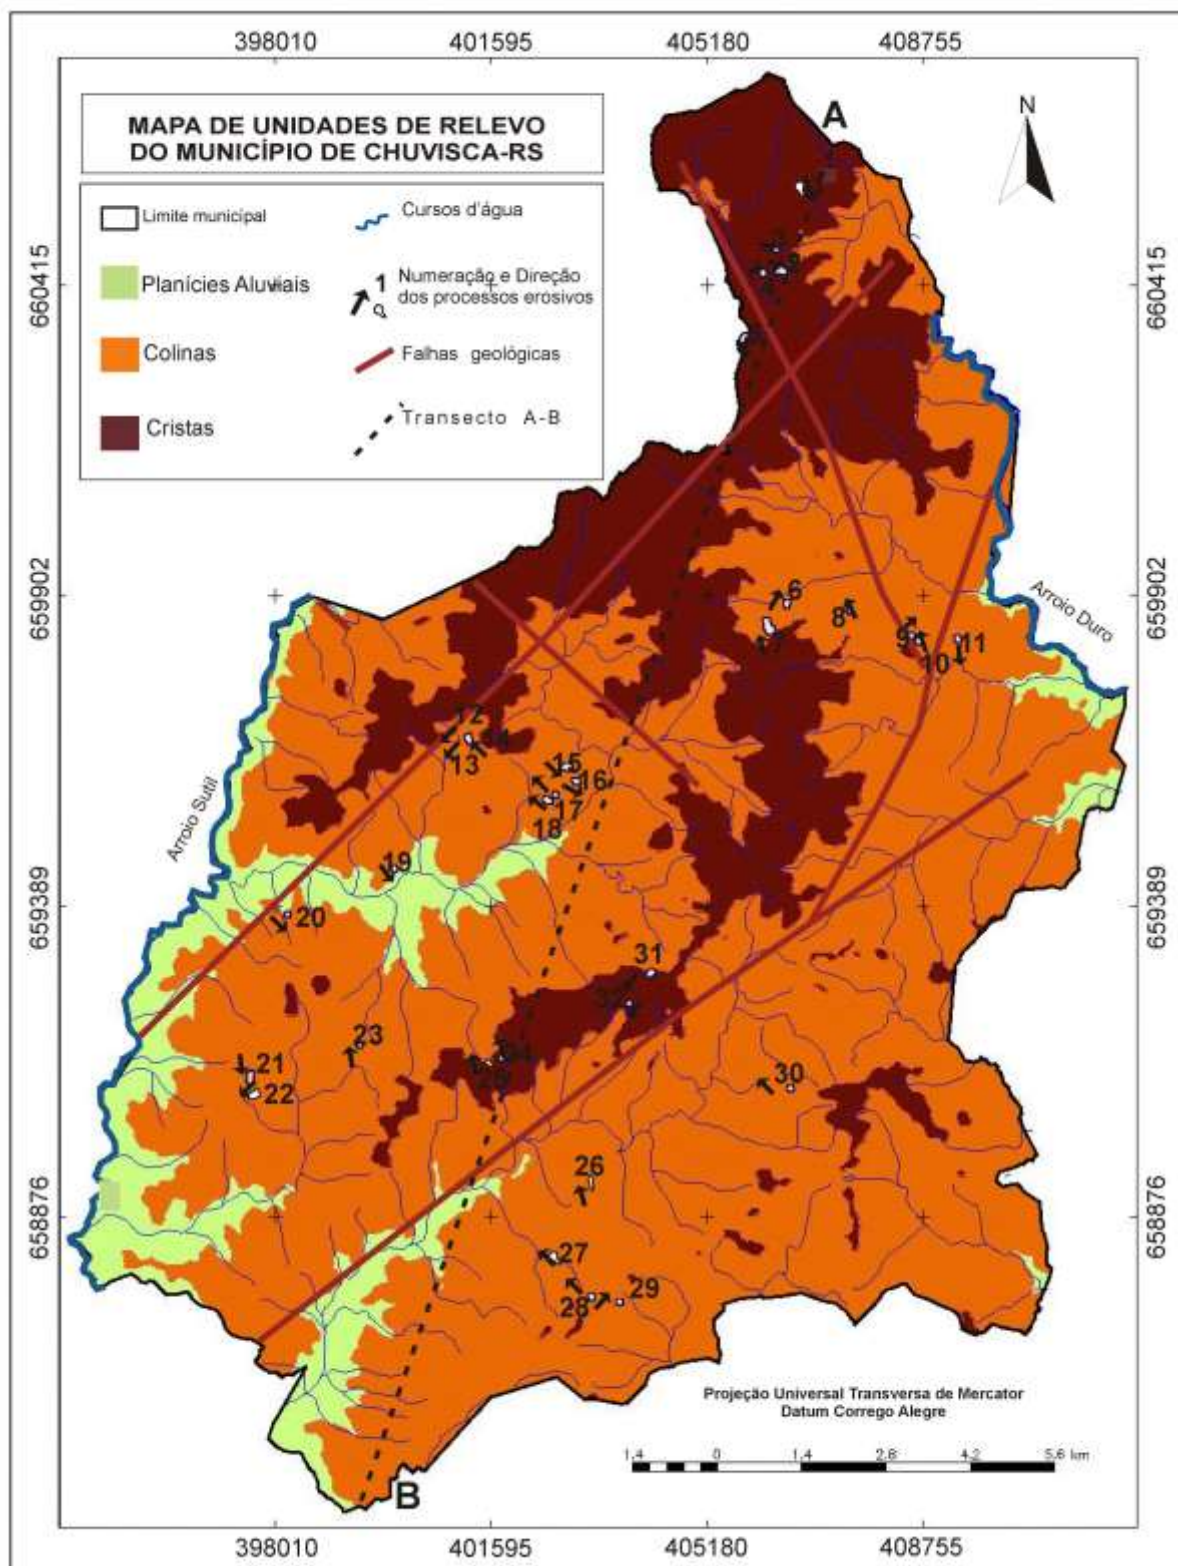 398010 401595 405180 408755
A
N
MAPA DE UNIDADES DE RELEVO
DO MUNICÍPIO DE CHUVISCA-RS
Limite municipal
Cursos d'água
Planícies Aluviais
1 Numeração e Direção
dos processos erosivos
Colinas
Falhas geológicas
Cristas
Transecto A-B
660415
660415
659902
659902
Arroio Duro
6
8
9
10
11
12
13
14
15
16
17
18
Arroio Sutil
19
20
659389
659389
31
23
21
22
30
26
658876
658876
27
28
29
Projeção Universal Transversa de Mercator
Datum Corrego Alegre
1,4 0 1,4 2,8 4,2 5,6 km
B
398010 401595 405180 408755